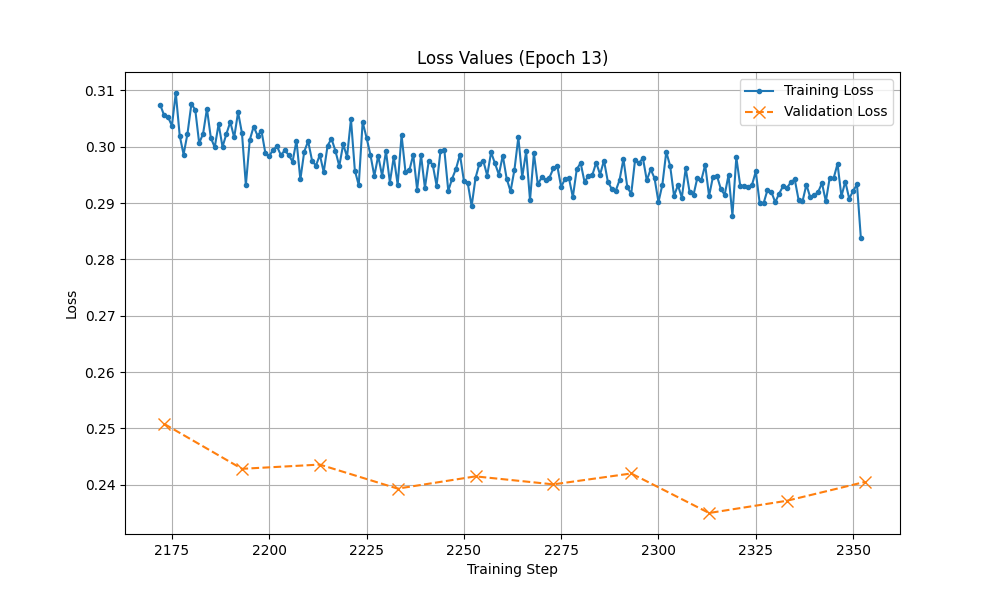 Loss Values (Epoch 13)
Training Loss
Validation Loss
0.31
0.30
0.29
0.28
0.27
0.26
0.25
0.24
Loss
2175 2200 2225 2250 2275 2300 2325 2350
Training Step